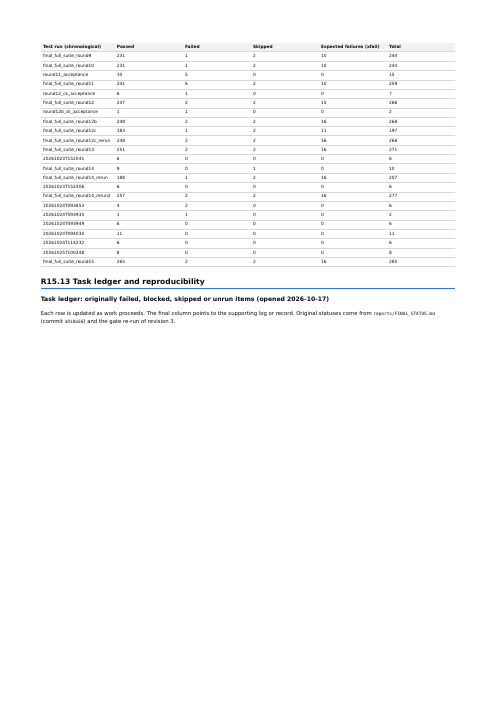 Test run (chronological) Passed Failed Skipped Expected failures (xfail) Total
final_full_suite_round9 231 1 2 10 244
final_full_suite_round10 231 1 2 10 244
round11_acceptance 10 5 0 0 15
final_full_suite_round11 241 6 2 10 259
round12_ck_acceptance 6 1 0 0 7
final_full_suite_round12 247 2 2 15 266
round12b_ck_acceptance 1 1 0 0 2
final_full_suite_round12b 248 2 2 16 268
final_full_suite_round12c 183 1 2 11 197
final_full_suite_round12c_rerun 248 2 2 16 268
final_full_suite_round13 251 2 2 16 271
20261023T152041 6 0 0 0 6
final_full_suite_round14 9 0 1 0 10
final_full_suite_round14_rerun 188 1 2 16 207
20261023T152406 6 0 0 0 6
final_full_suite_round14_rerun2 257 2 2 16 277
20261024T093853 4 2 0 0 6
20261024T093935 1 1 0 0 2
20261024T093949 6 0 0 0 6
20261024T094030 11 0 0 0 11
20261024T114232 6 0 0 0 6
20261025T100348 8 0 0 0 8
final_full_suite_round15 265 2 2 16 285
R15.13 Task ledger and reproducibility
Task ledger: originally failed, blocked, skipped or unrun items (opened 2026-10-17)
Each row is updated as work proceeds. The final column points to the supporting log or record. Original statuses come from reports/FINAL_STATUS.md
(commit a918a56) and the gate re-run of revision 3.